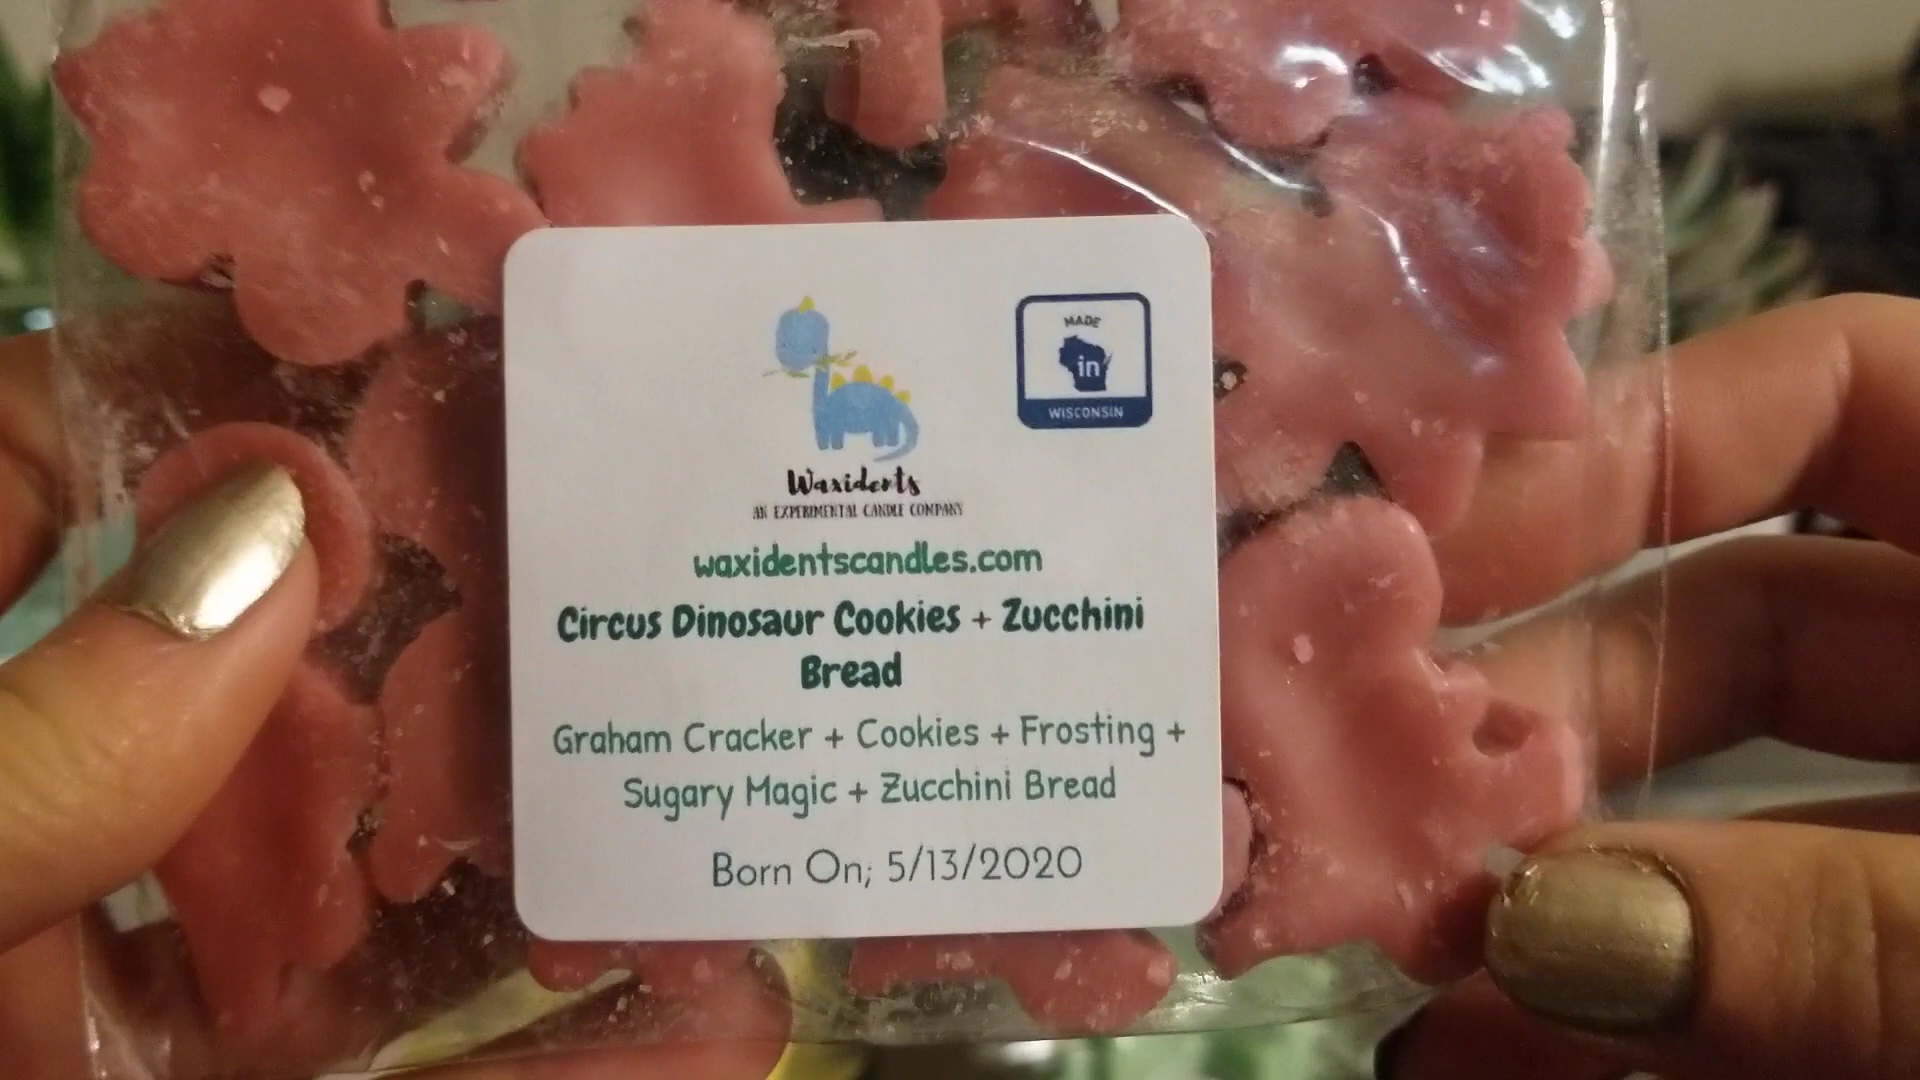 MADE
in
WISCONSIN
Waxidents
AN EXPERIMENTAL CANDLE COMPANY
waxidentscandles.com
Circus Dinosaur Cookies + Zucchini
Bread
Graham Cracker + Cookies + Frosting +
Sugary Magic + Zucchini Bread
Born On; 5/13/2020